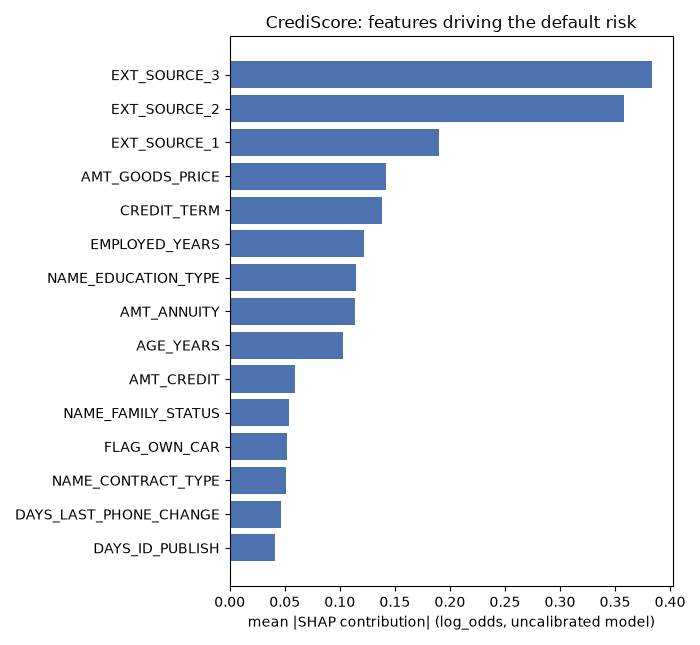 CrediScore: features driving the default risk
EXT_SOURCE_3
EXT_SOURCE_2
EXT_SOURCE_1
AMT_GOODS_PRICE
CREDIT_TERM
EMPLOYED_YEARS
NAME_EDUCATION_TYPE
AMT_ANNUITY
AGE_YEARS
AMT_CREDIT
NAME_FAMILY_STATUS
FLAG_OWN_CAR
NAME_CONTRACT_TYPE
DAYS_LAST_PHONE_CHANGE
DAYS_ID_PUBLISH
0.00 0.05 0.10 0.15 0.20 0.25 0.30 0.35 0.40
mean |SHAP contribution| (log_odds, uncalibrated model)